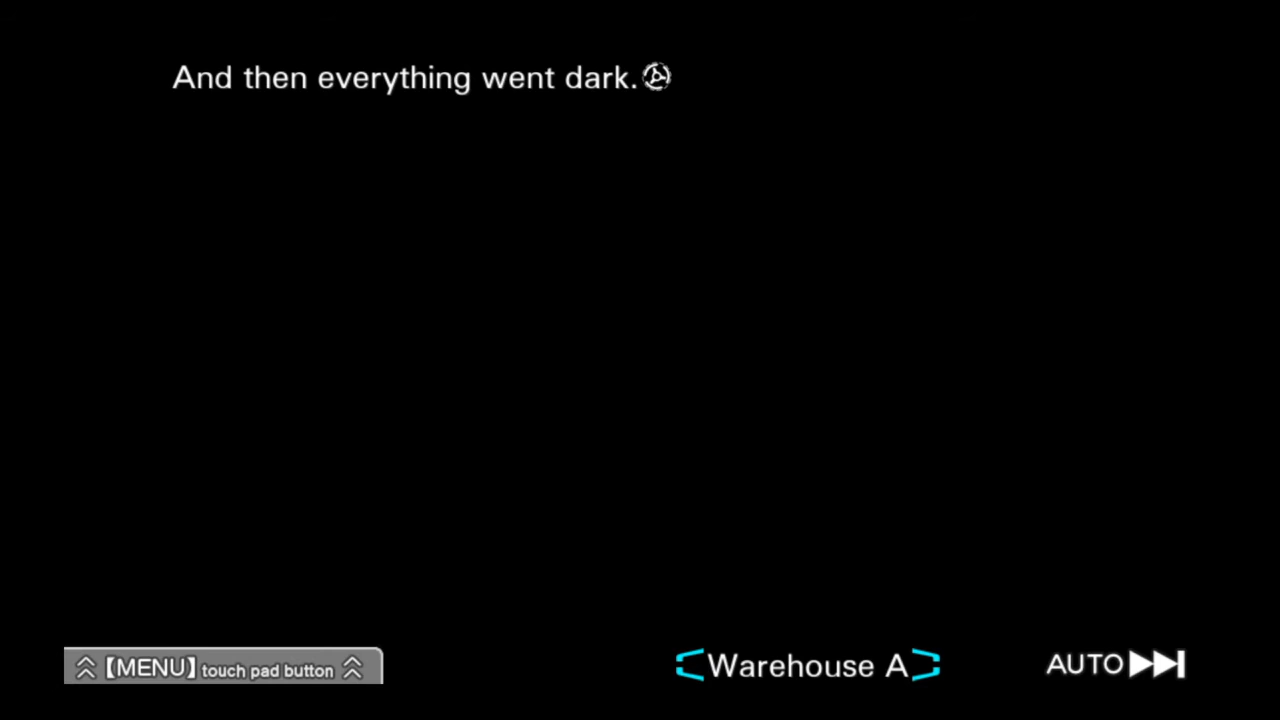 And then everything went dark.
【MENU】touch pad button
Warehouse A
AUTO